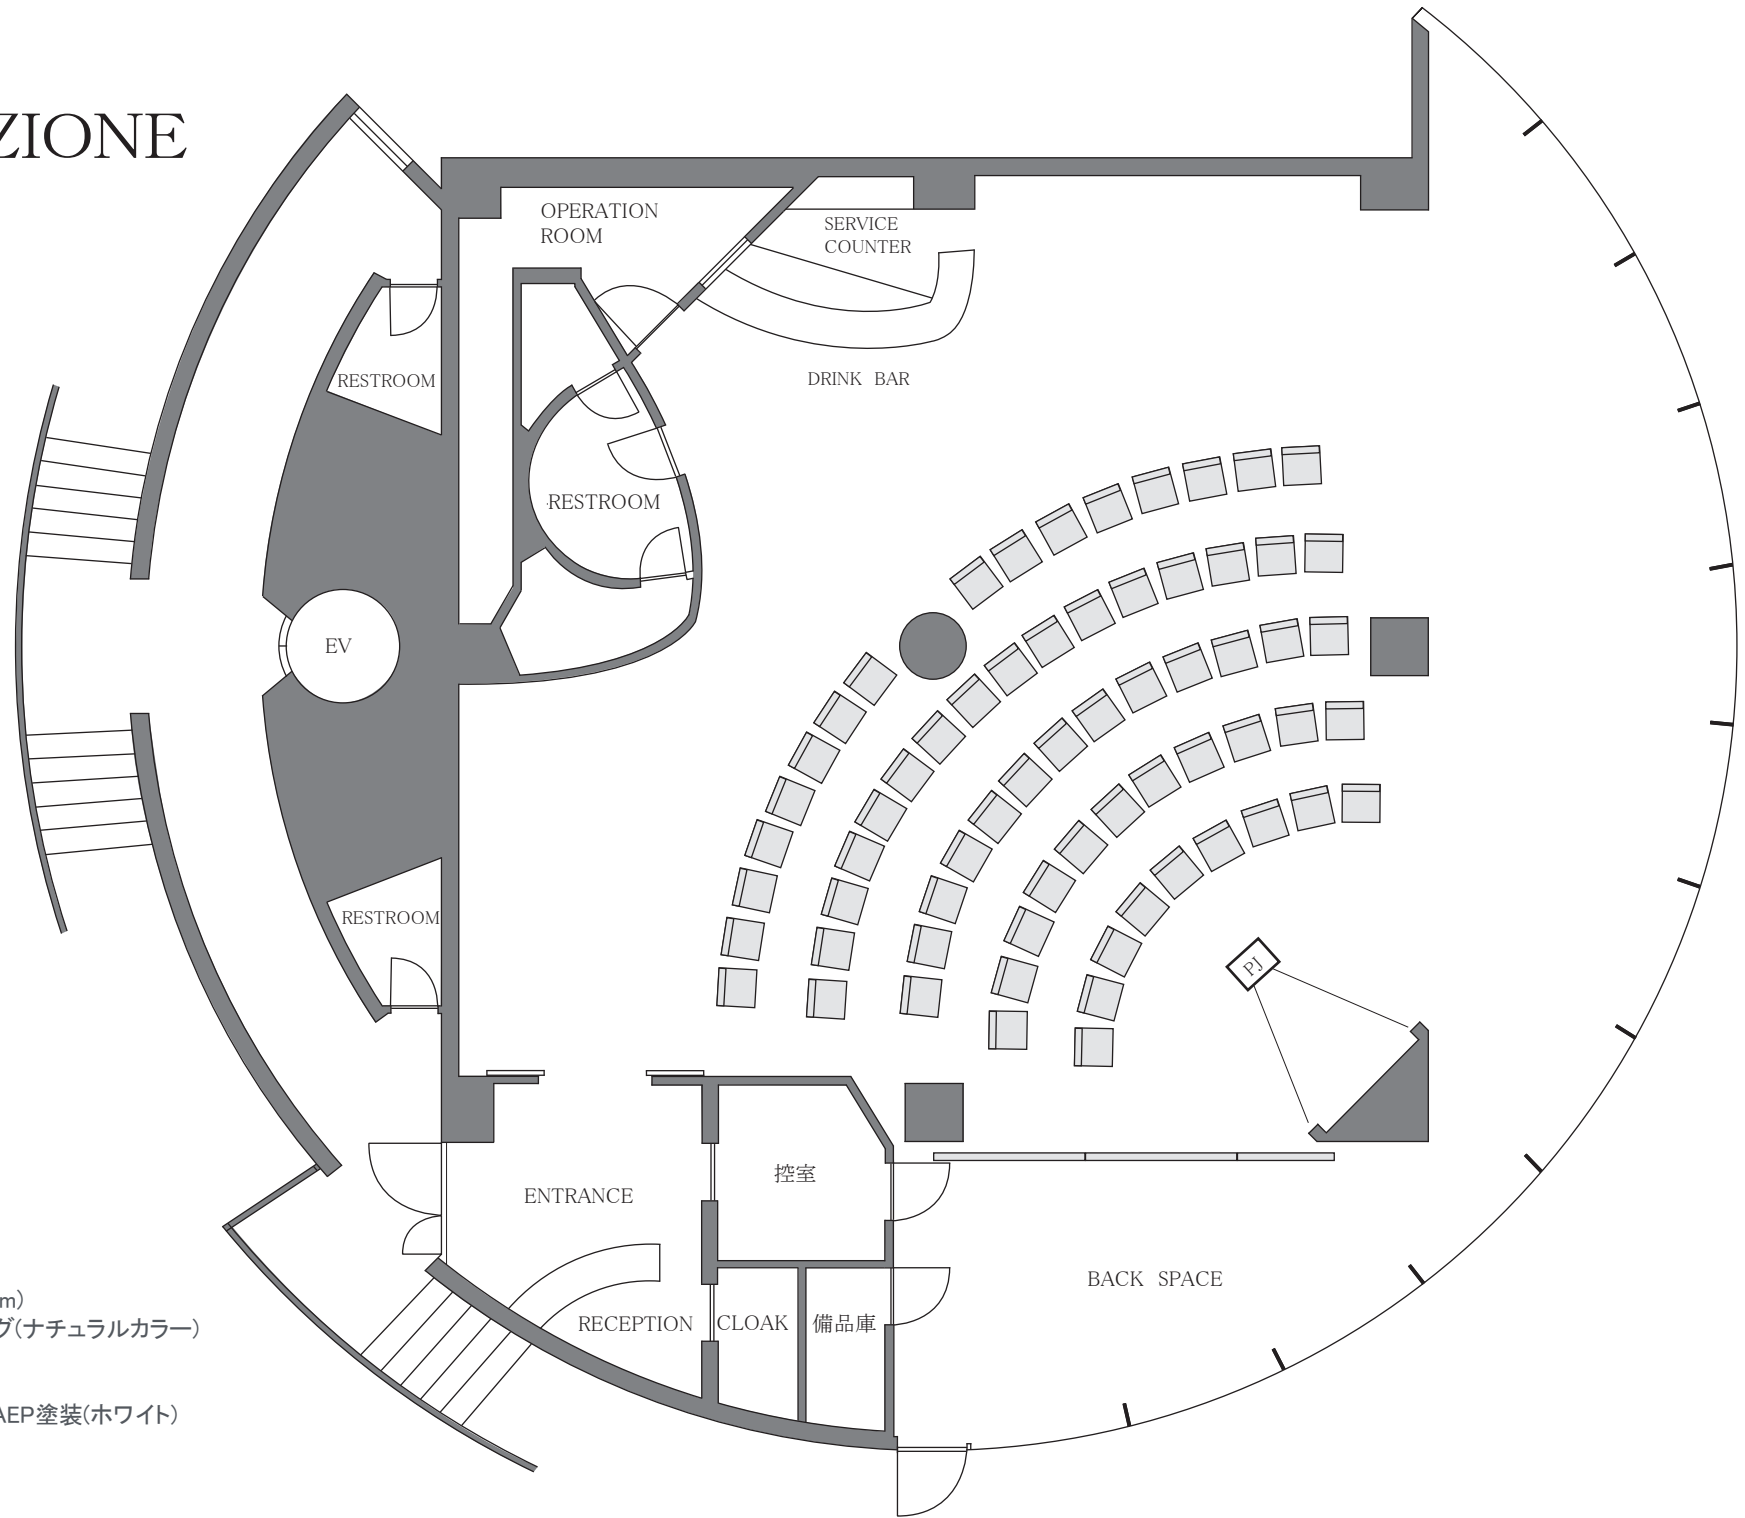 ZIONE
OPERATION
ROOM
SERVICE
COUNTER
DRINK BAR
RESTROOM
RESTROOM
EV
RESTROOM
PJ
控室
ENTRANCE
BACK SPACE
RECEPTION
CLOAK
備品庫
m)
グ(ナチュラルカラー)
AEP塗装(ホワイト)